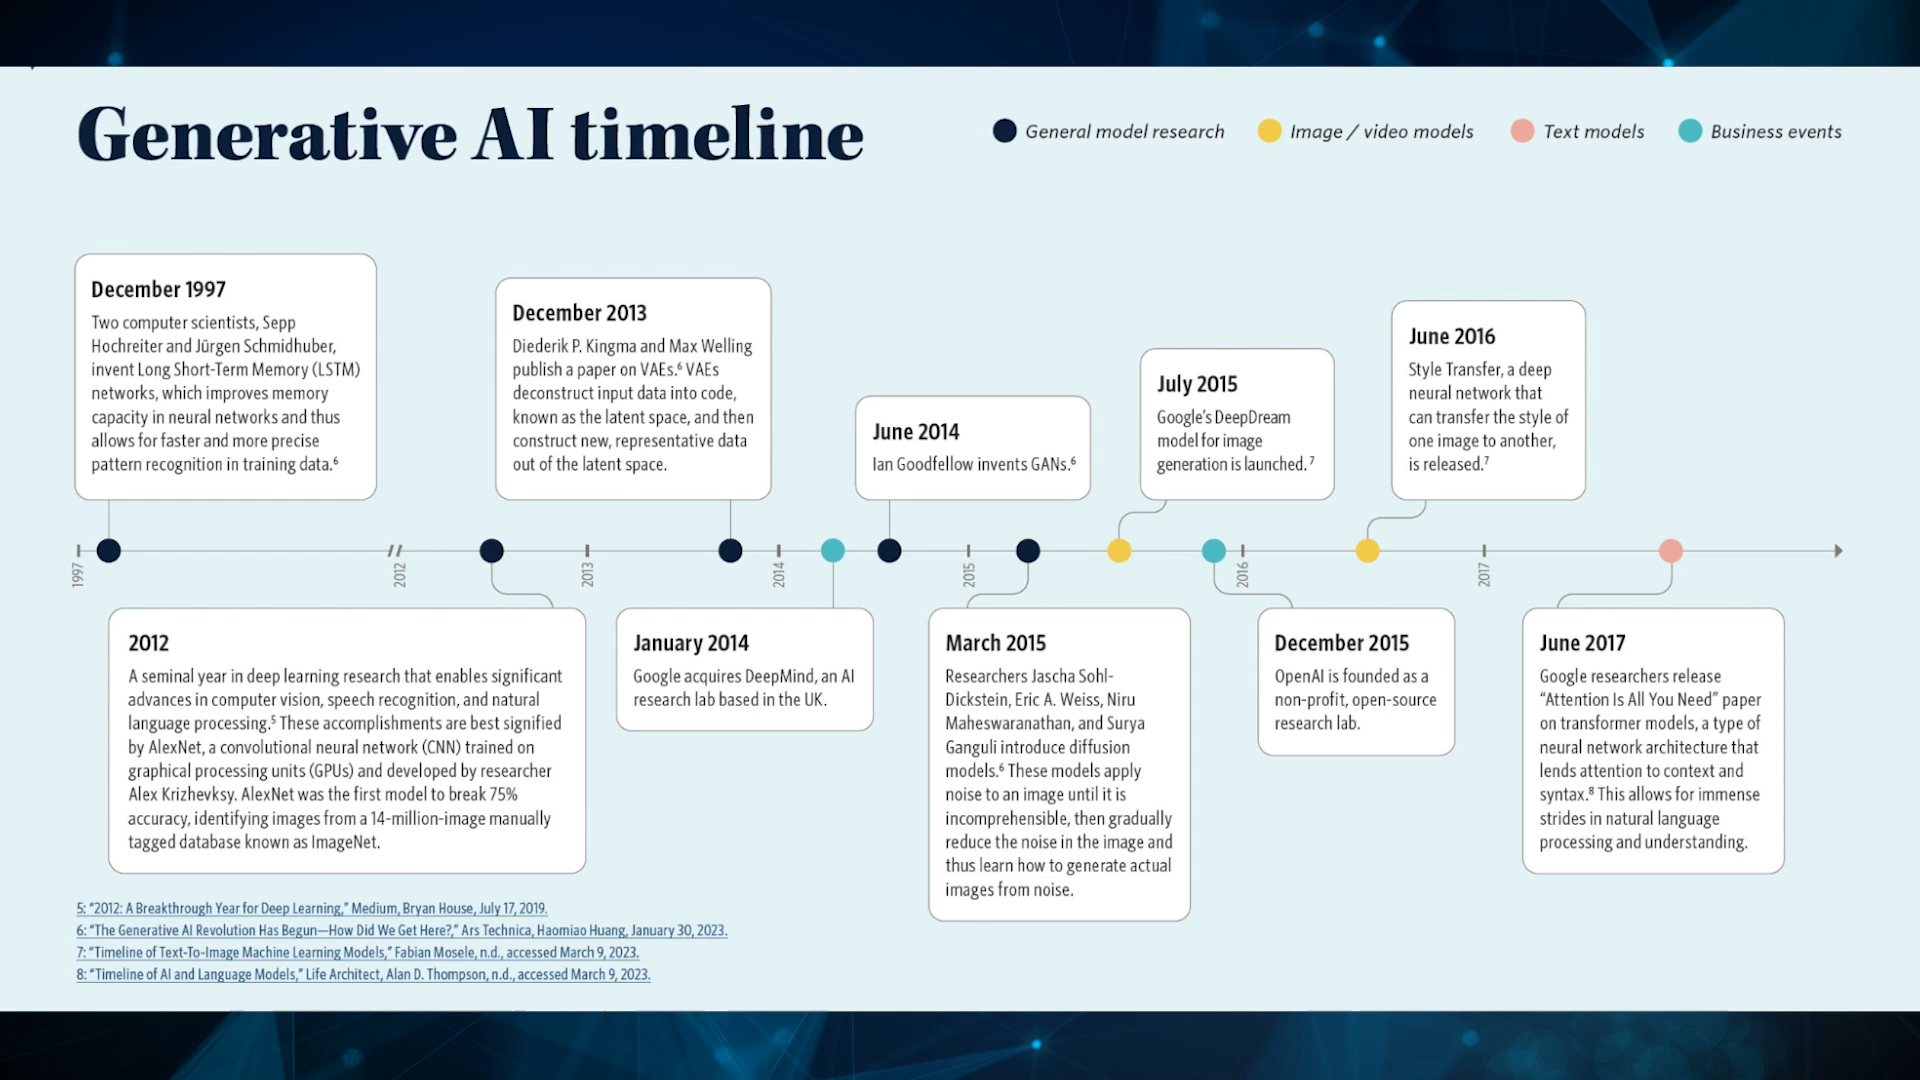 Generative AI timeline
General model research
Image / video models
Text models
Business events
December 1997
Two computer scientists, Sepp
Hochreiter and Jürgen Schmidhuber,
invent Long Short-Term Memory (LSTM)
networks, which improves memory
capacity in neural networks and thus
allows for faster and more precise
pattern recognition in training data.⁶
December 2013
Diederik P. Kingma and Max Welling
publish a paper on VAEs.⁶ VAEs
deconstruct input data into code,
known as the latent space, and then
construct new, representative data
out of the latent space.
June 2014
Ian Goodfellow invents GANs.⁶
July 2015
Google's DeepDream
model for image
generation is launched.⁷
June 2016
Style Transfer, a deep
neural network that
can transfer the style of
one image to another,
is released.⁷
1997
2012
2013
2014
2015
2016
2017
2012
A seminal year in deep learning research that enables significant
advances in computer vision, speech recognition, and natural
language processing.⁵ These accomplishments are best signified
by AlexNet, a convolutional neural network (CNN) trained on
graphical processing units (GPUs) and developed by researcher
Alex Krizhevksy. AlexNet was the first model to break 75%
accuracy, identifying images from a 14-million-image manually
tagged database known as ImageNet.
January 2014
Google acquires DeepMind, an AI
research lab based in the UK.
March 2015
Researchers Jascha Sohl-
Dickstein, Eric A. Weiss, Niru
Maheswaranathan, and Surya
Ganguli introduce diffusion
models.⁶ These models apply
noise to an image until it is
incomprehensible, then gradually
reduce the noise in the image and
thus learn how to generate actual
images from noise.
December 2015
OpenAI is founded as a
non-profit, open-source
research lab.
June 2017
Google researchers release
“Attention Is All You Need” paper
on transformer models, a type of
neural network architecture that
lends attention to context and
syntax.⁸ This allows for immense
strides in natural language
processing and understanding.
5: “2012: A Breakthrough Year for Deep Learning,” Medium, Bryan House, July 17, 2019.
6: “The Generative AI Revolution Has Begun—How Did We Get Here?,” Ars Technica, Haomiao Huang, January 30, 2023.
7: “Timeline of Text-To-Image Machine Learning Models,” Fabian Mosele, n.d., accessed March 9, 2023.
8: “Timeline of AI and Language Models,” Life Architect, Alan D. Thompson, n.d., accessed March 9, 2023.